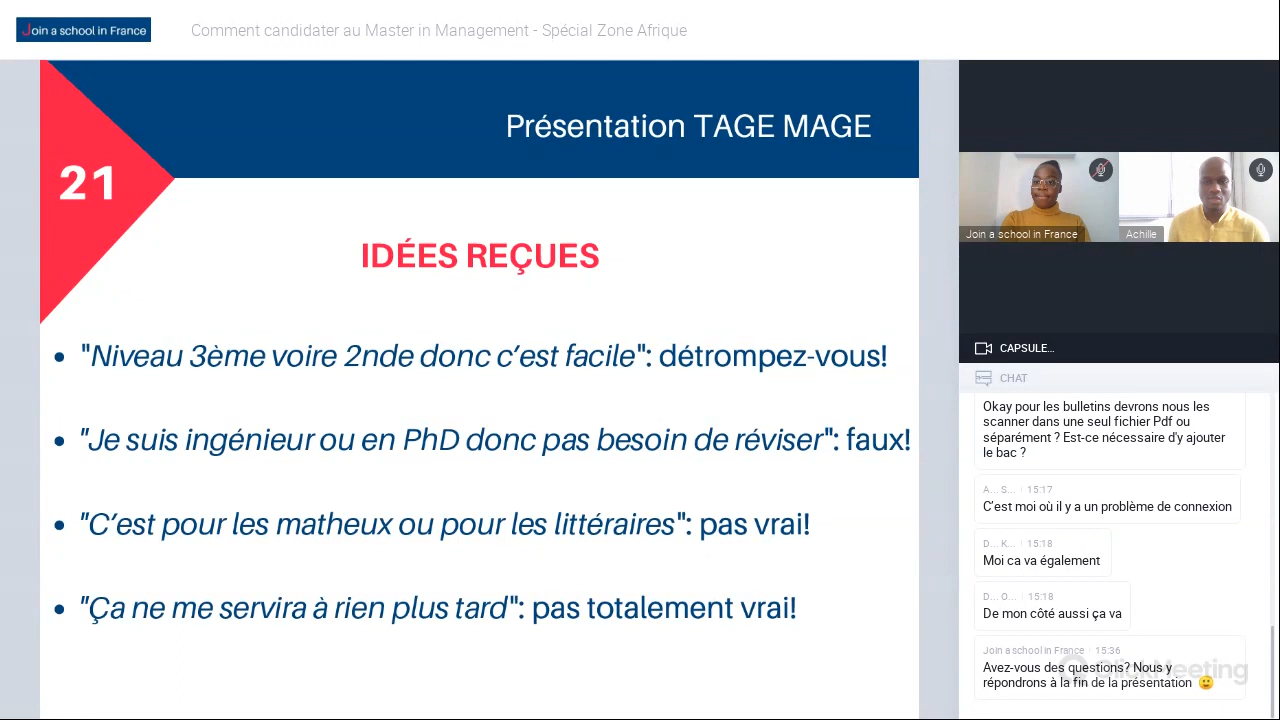 Join a school in France
Comment candidater au Master in Management - Spécial Zone Afrique
Présentation TAGE MAGE
21
IDÉES REÇUES
• "Niveau 3ème voire 2nde donc c'est facile": détrompez-vous!
• "Je suis ingénieur ou en PhD donc pas besoin de réviser": faux!
• "C'est pour les matheux ou pour les littéraires": pas vrai!
• "Ça ne me servira à rien plus tard": pas totalement vrai!
Join a school in France
Achille
CAPSULE...
CHAT
Okay pour les bulletins devrons nous les
scanner dans une seul fichier Pdf ou
séparément ? Est-ce nécessaire d'y ajouter
le bac ?
A... S... 15:17
C'est moi où il y a un problème de connexion
D... K... 15:18
Moi ca va également
D... O... 15:18
De mon côté aussi ça va
Join a school in France 15:36
Avez-vous des questions? Nous y
répondrons à la fin de la présentation 🙂
ClickMeeting